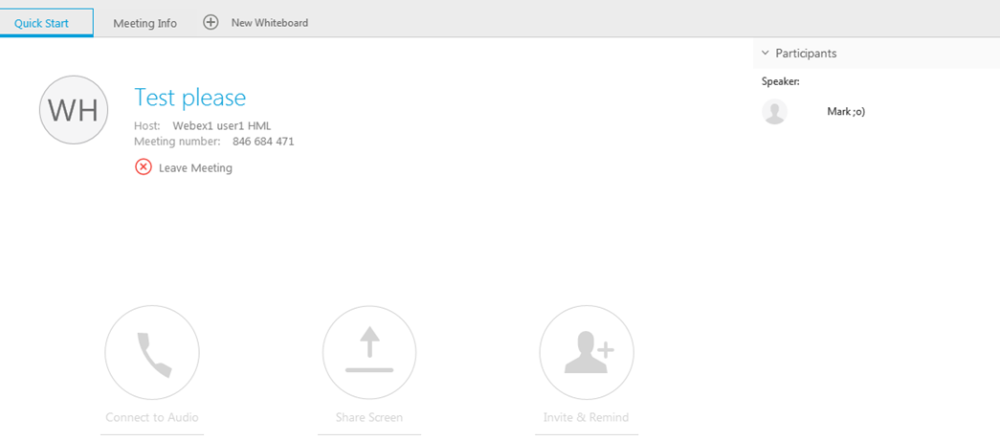 Quick Start
Meeting Info
New Whiteboard
Participants
Speaker:
Mark ;o)
WH
Test please
Host: Webex1 user1 HML
Meeting number: 846 684 471
Leave Meeting
Connect to Audio
Share Screen
Invite & Remind